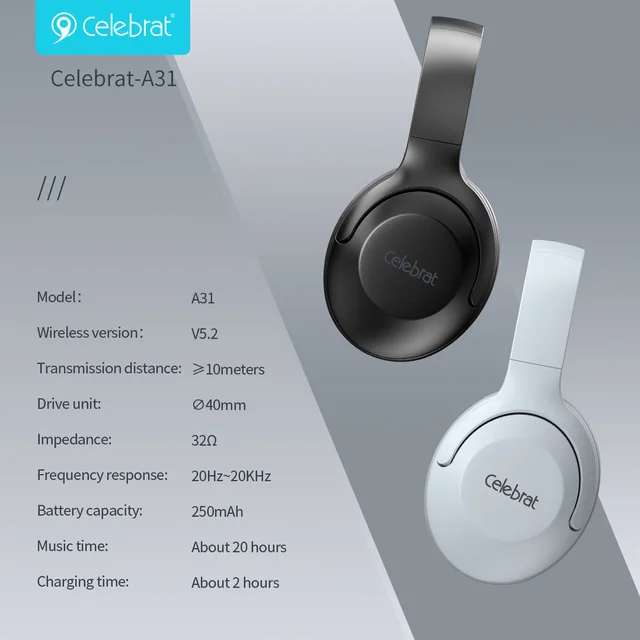 Celebrat®
Celebrat-A31
///
Model: A31
Wireless version: V5.2
Transmission distance: ⩾10meters
Drive unit: ∅40mm
Impedance: 32Ω
Frequency response: 20Hz~20KHz
Battery capacity: 250mAh
Music time: About 20 hours
Charging time: About 2 hours
Celebrat
Celebrat